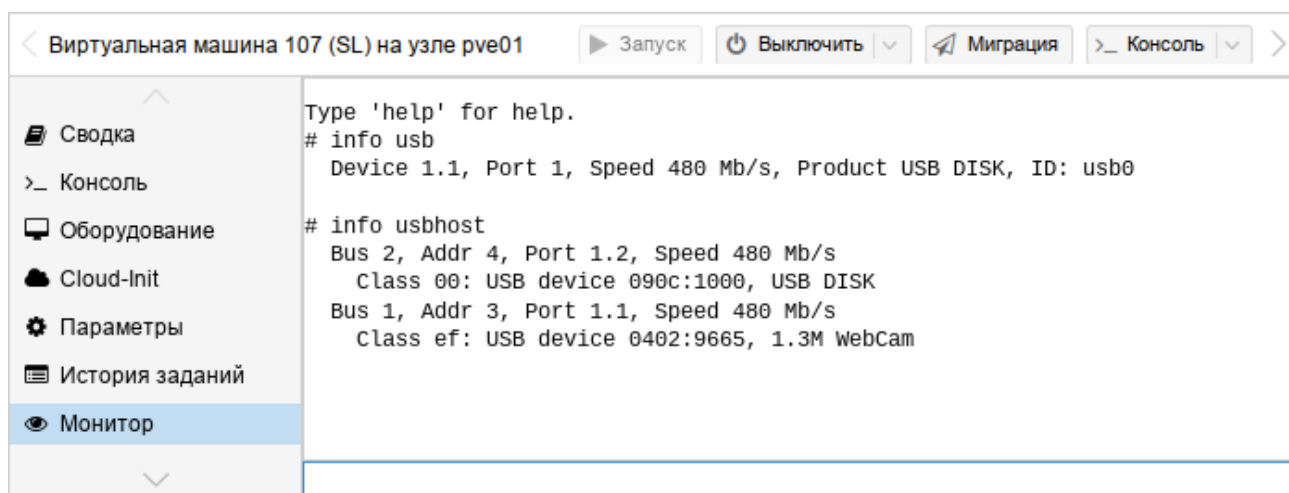 Виртуальная машина 107 (SL) на узле pve01
Запуск
Выключить
Миграция
>_ Консоль
Сводка
>_ Консоль
Оборудование
Cloud-Init
Параметры
История заданий
Монитор
Type 'help' for help.
# info usb
Device 1.1, Port 1, Speed 480 Mb/s, Product USB DISK, ID: usb0
# info usbhost
Bus 2, Addr 4, Port 1.2, Speed 480 Mb/s
Class 00: USB device 090c:1000, USB DISK
Bus 1, Addr 3, Port 1.1, Speed 480 Mb/s
Class ef: USB device 0402:9665, 1.3M WebCam